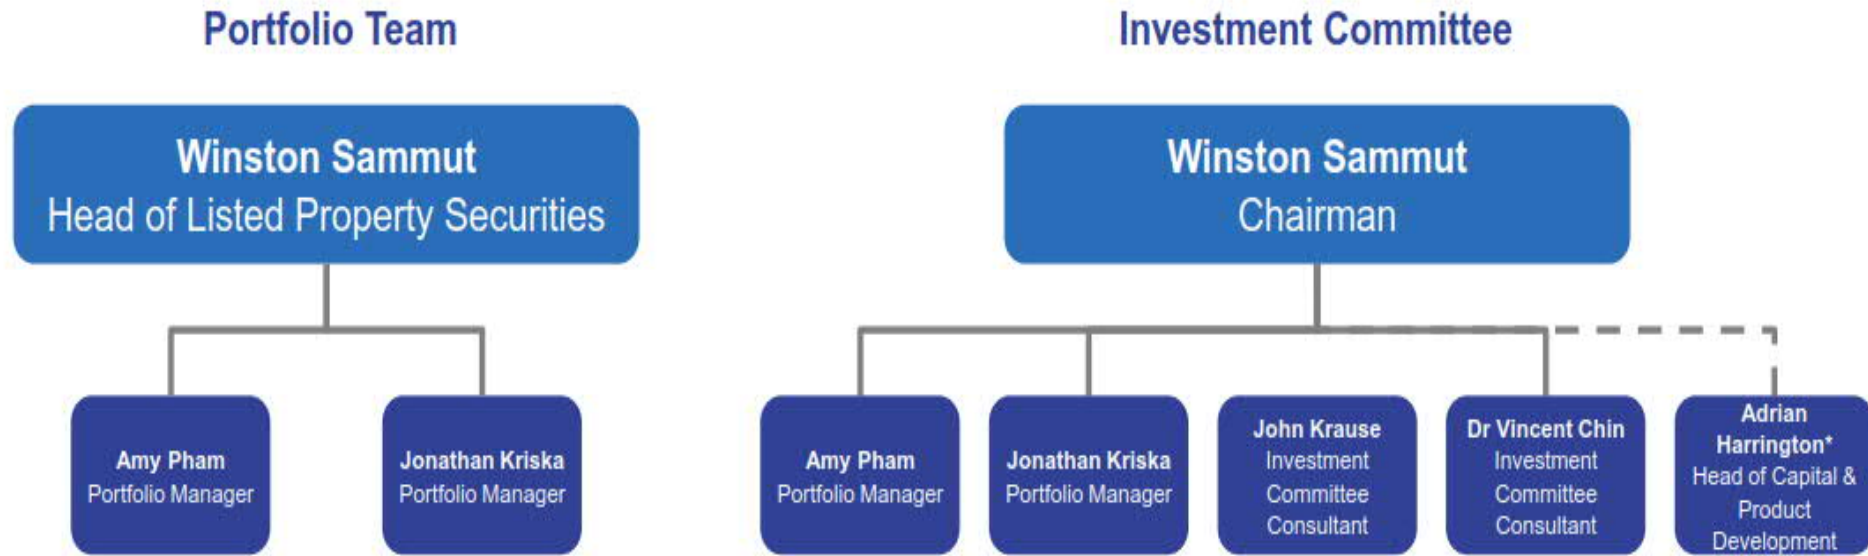 Portfolio Team
Winston Sammut
Head of Listed Property Securities
Amy Pham
Portfolio Manager
Jonathan Kriska
Portfolio Manager
Investment Committee
Winston Sammut
Chairman
Amy Pham
Portfolio Manager
Jonathan Kriska
Portfolio Manager
John Krause
Investment
Committee
Consultant
Dr Vincent Chin
Investment
Committee
Consultant
Adrian
Harrington*
Head of Capital &
Product
Development